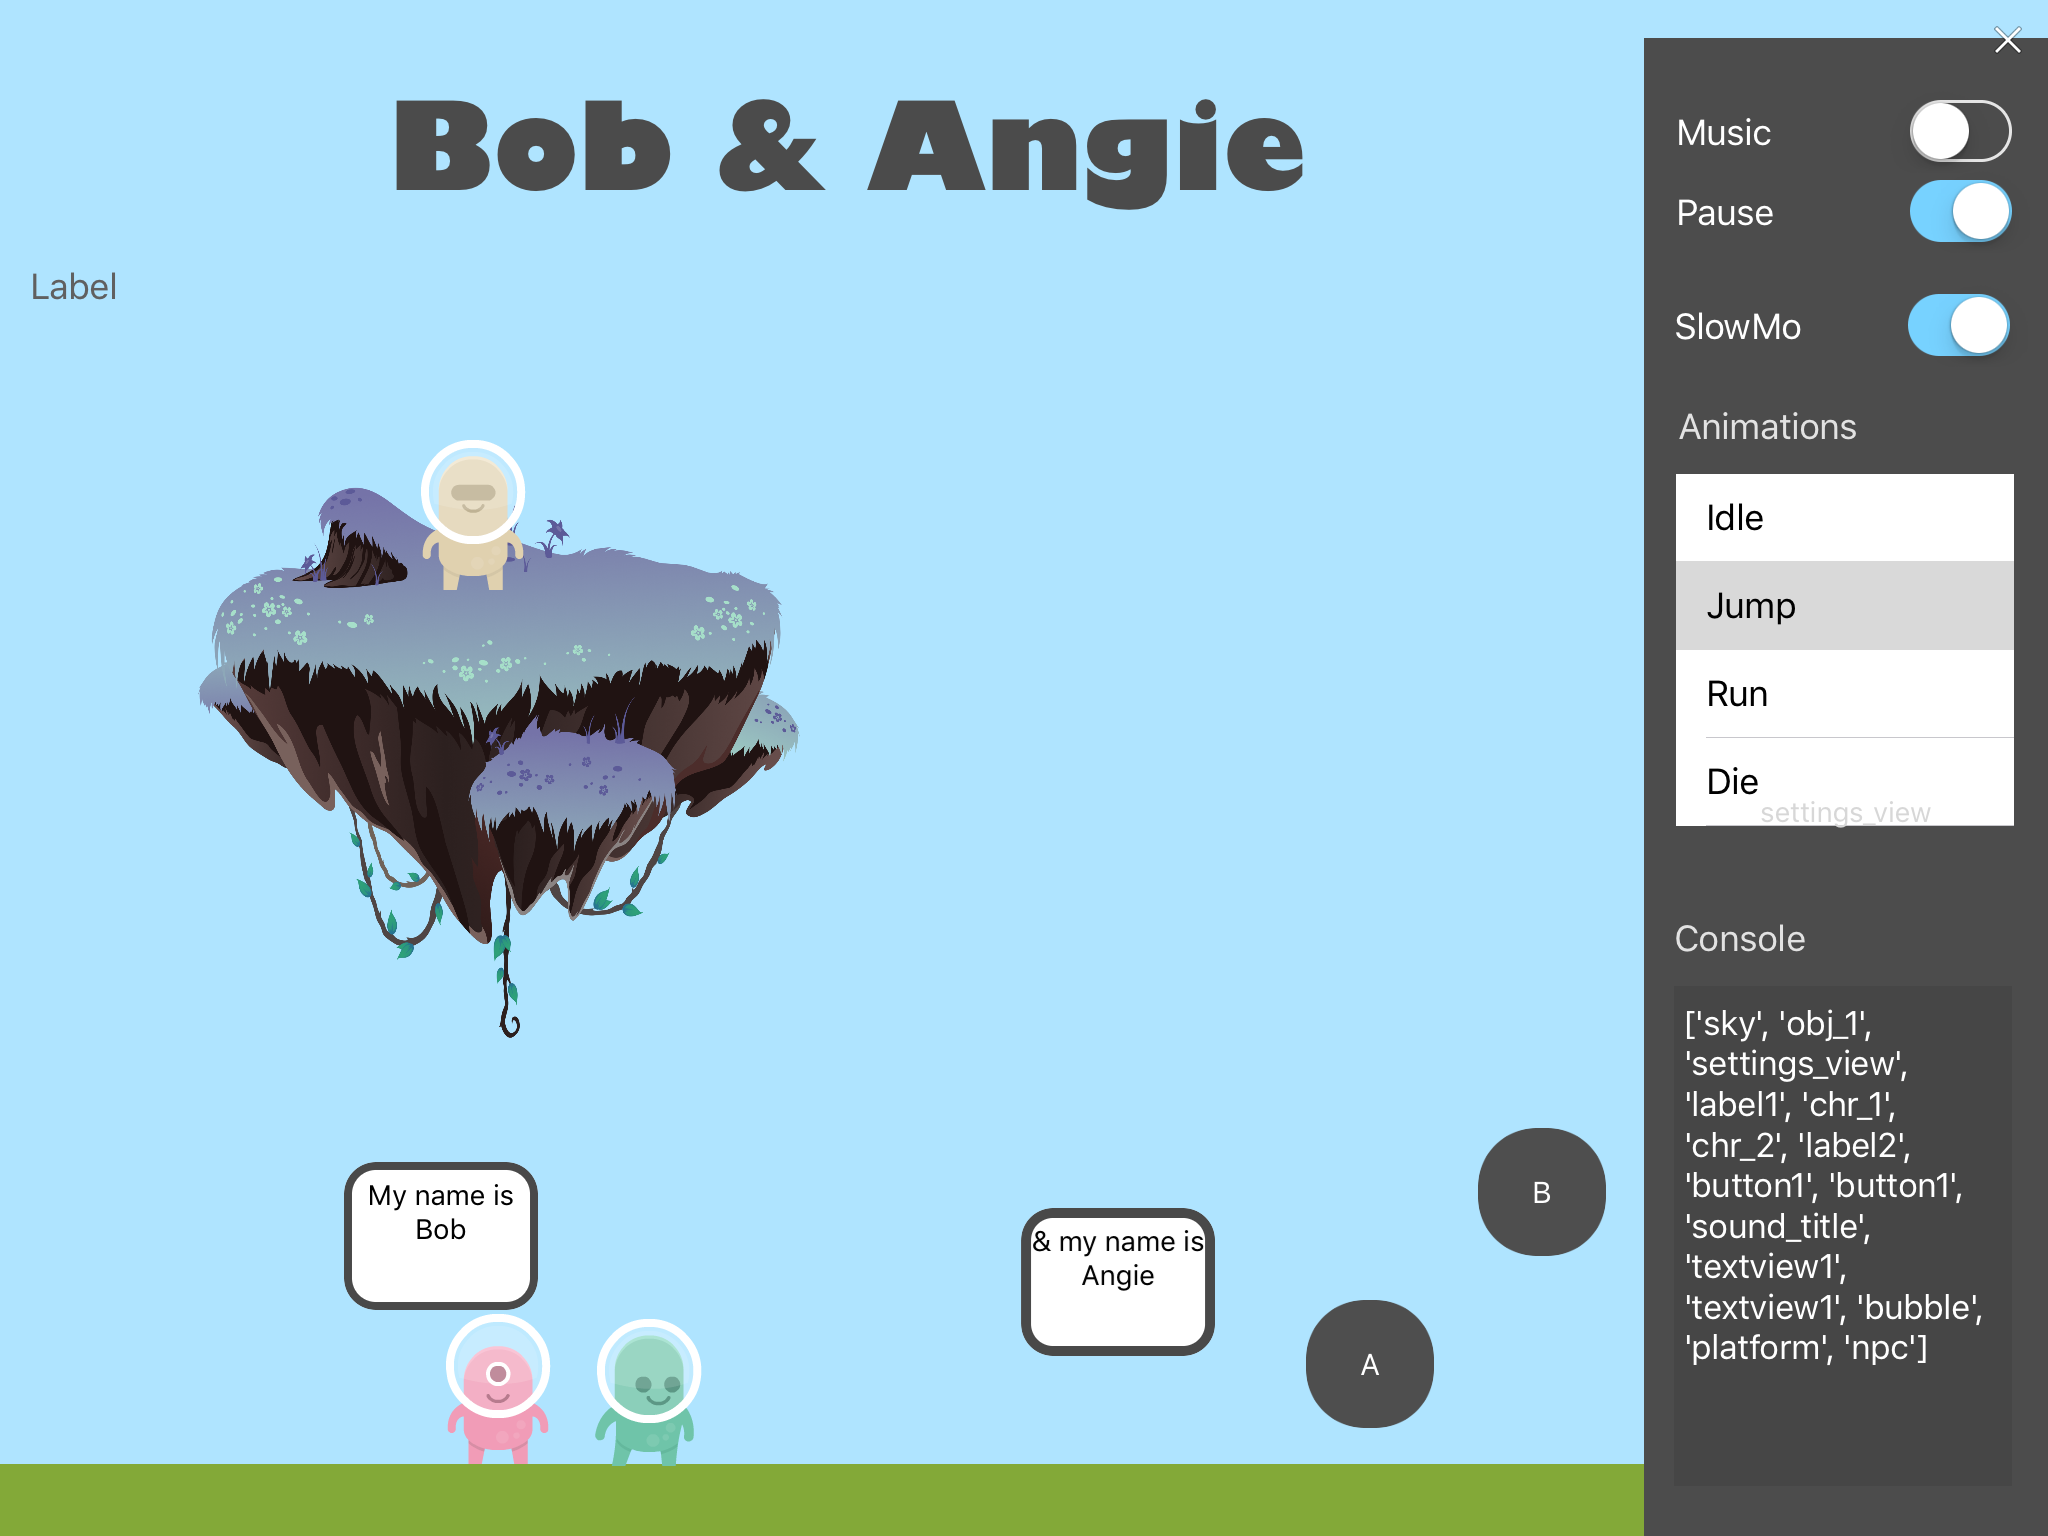 Bob & Angie
Label
My name is
Bob
& my name is
Angie
B
A
Music
Pause
SlowMo
Animations
Idle
Jump
Run
Die
settings_view
Console
['sky', 'obj_1',
'settings_view',
'label1', 'chr_1',
'chr_2', 'label2',
'button1', 'button1',
'sound_title',
'textview1',
'textview1', 'bubble',
'platform', 'npc']